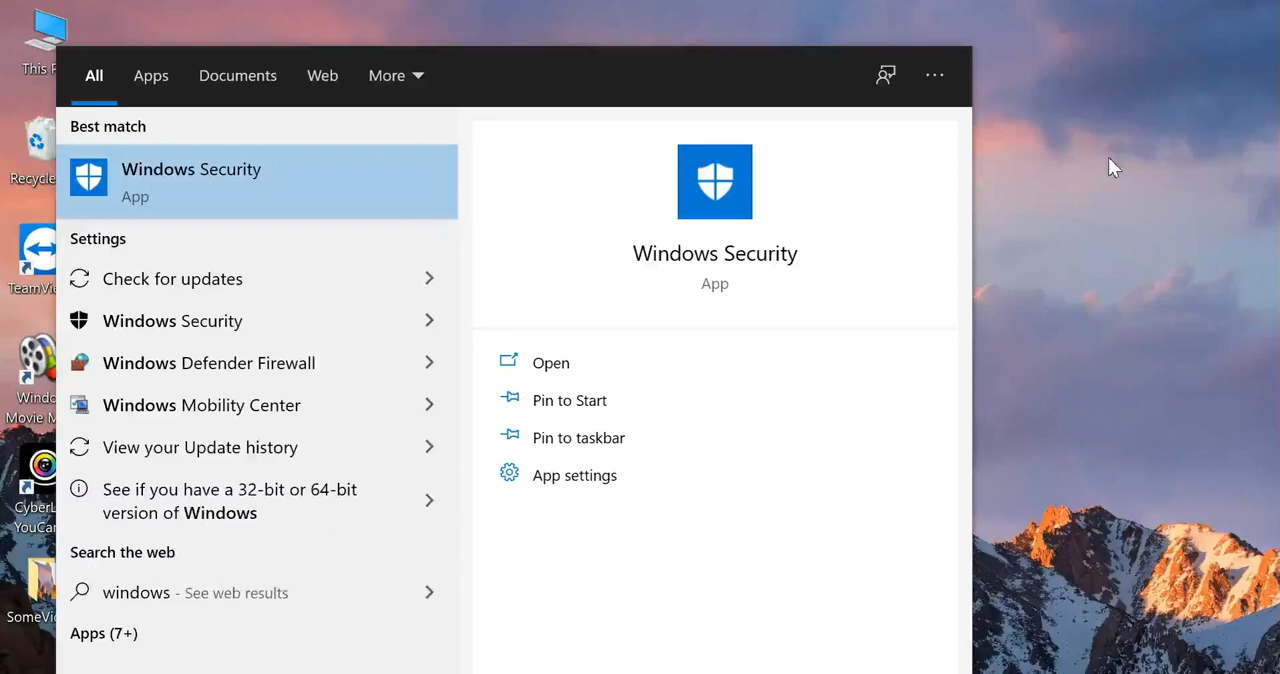 This P
Recycle
TeamVie
Windo
Movie M
CyberL
YouCam
SomeVid
All
Apps
Documents
Web
More
Best match
Windows Security
App
Settings
Check for updates
Windows Security
Windows Defender Firewall
Windows Mobility Center
View your Update history
See if you have a 32-bit or 64-bit
version of Windows
Search the web
windows - See web results
Apps (7+)
Windows Security
App
Open
Pin to Start
Pin to taskbar
App settings